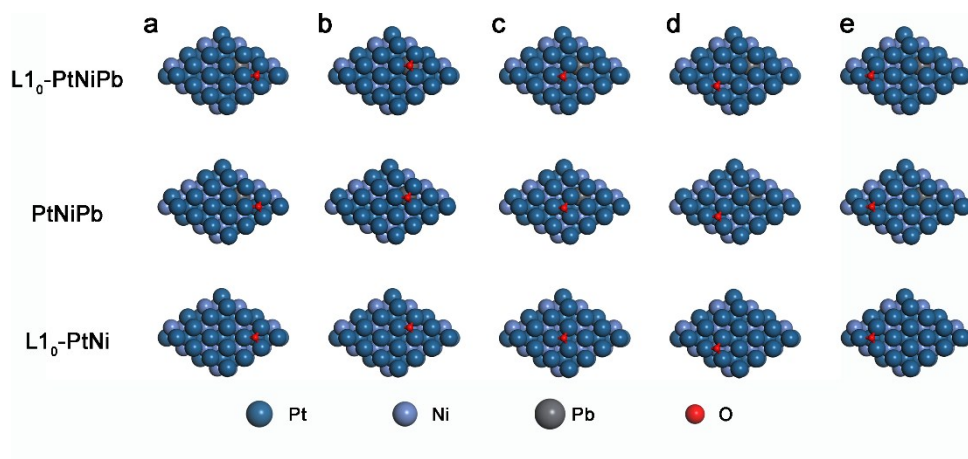 a b c d e
L1₀-PtNiPb
PtNiPb
L1₀-PtNi
Pt Ni Pb O